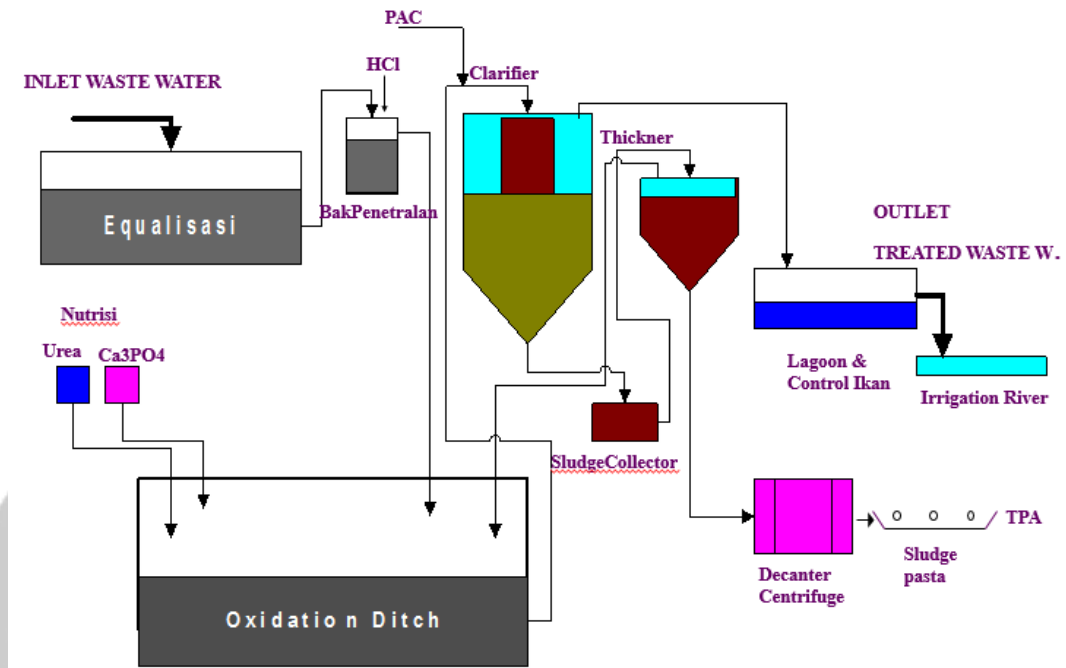 PAC
HCl
Clarifier
INLET WASTE WATER
Thickner
Equalisasi
BakPenetralan
OUTLET
TREATED WASTE W.
Nutrisi
Urea
Ca3PO4
Lagoon &
Control Ikan
Irrigation River
SludgeCollector
TPA
Sludge
pasta
Decanter
Centrifuge
Oxidation Ditch